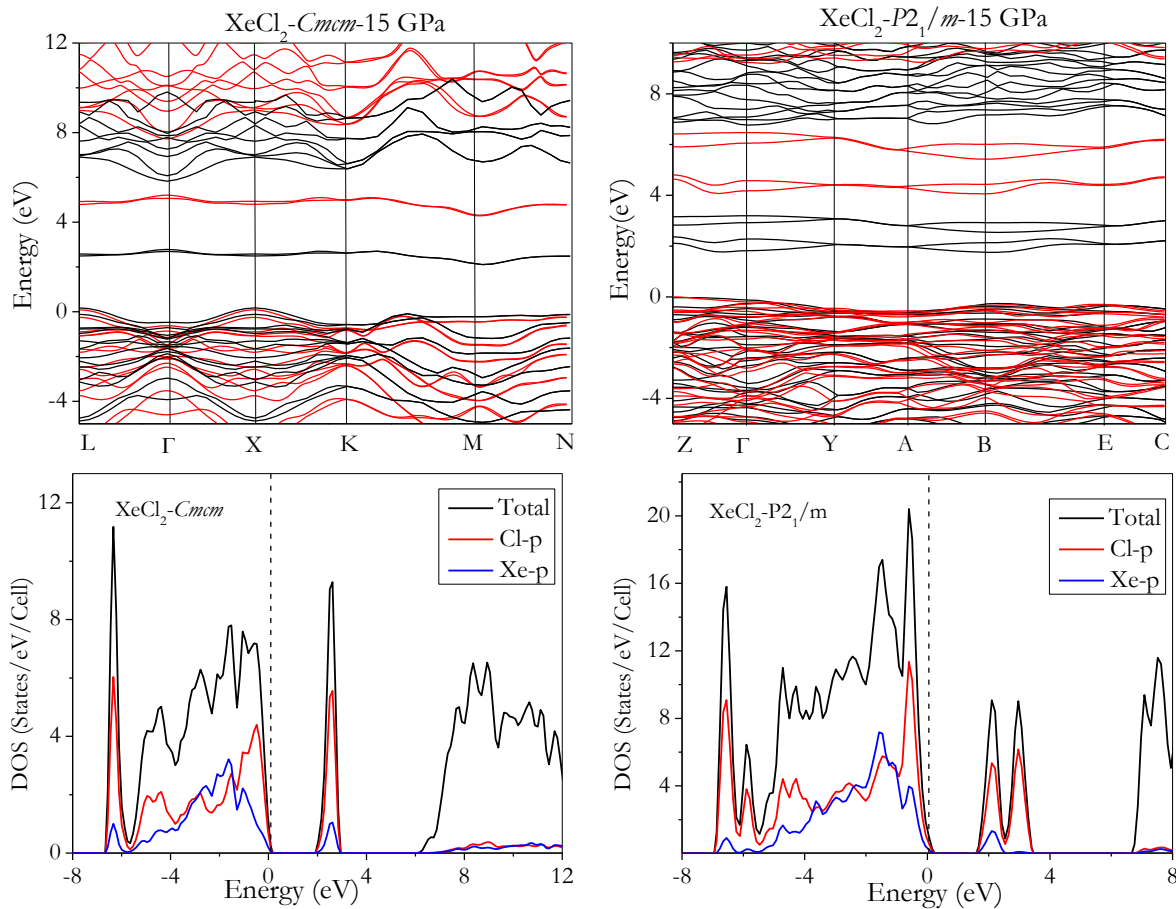 XeCl₂-Cmcm-15 GPa
12
8
4
0
-4
Energy (eV)
L Γ X K M N
XeCl₂-P2₁/m-15 GPa
8
4
0
-4
Energy(eV)
Z Γ Y A B E C
XeCl₂-Cmcm
Total
Cl-p
Xe-p
12
8
4
0
DOS (States/eV/Cell)
-8 -4 0 4 8 12
Energy (eV)
XeCl₂-P2₁/m
Total
Cl-p
Xe-p
20
16
12
8
4
DOS (States/eV/Cell)
-8 -4 0 4 8
Energy (eV)